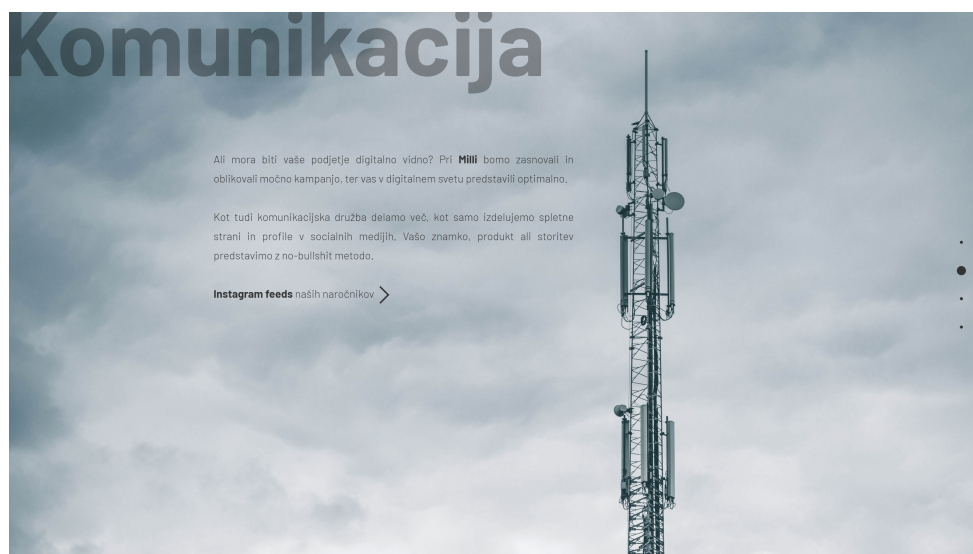 Komunikacija
Ali mora biti vaše podjetje digitalno vidno? Pri Milli bomo zasnovali in
oblikovali močno kampanjo, ter vas v digitalnem svetu predstavili optimalno.
Kot tudi komunikacijska družba delamo več, kot samo izdelujemo spletne
strani in profile v socialnih medijih. Vašo znamko, produkt ali storitev
predstavimo z no-bullshit metodo.
Instagram feeds naših naročnikov